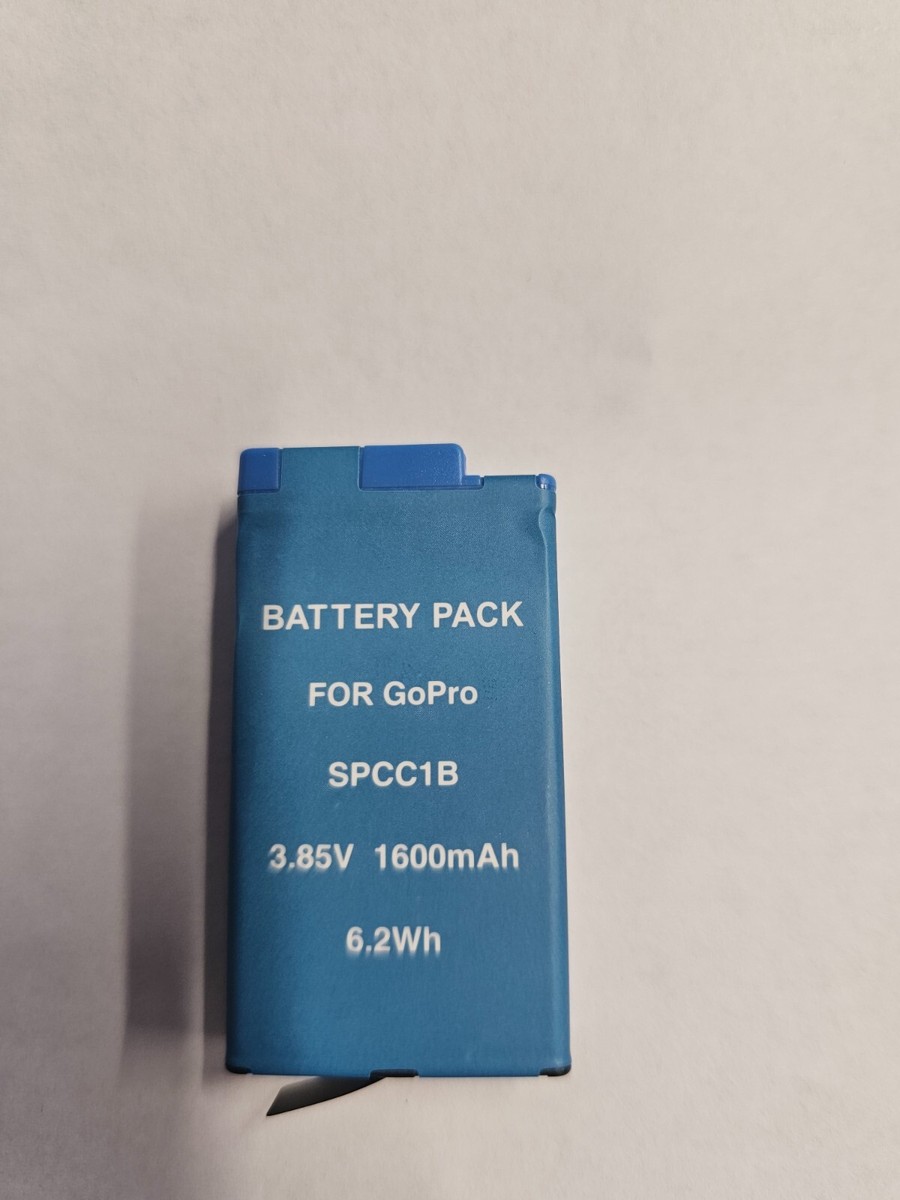 BATTERY PACK
FOR GoPro
SPCC1B
3.85V 1600mAh
6.2Wh